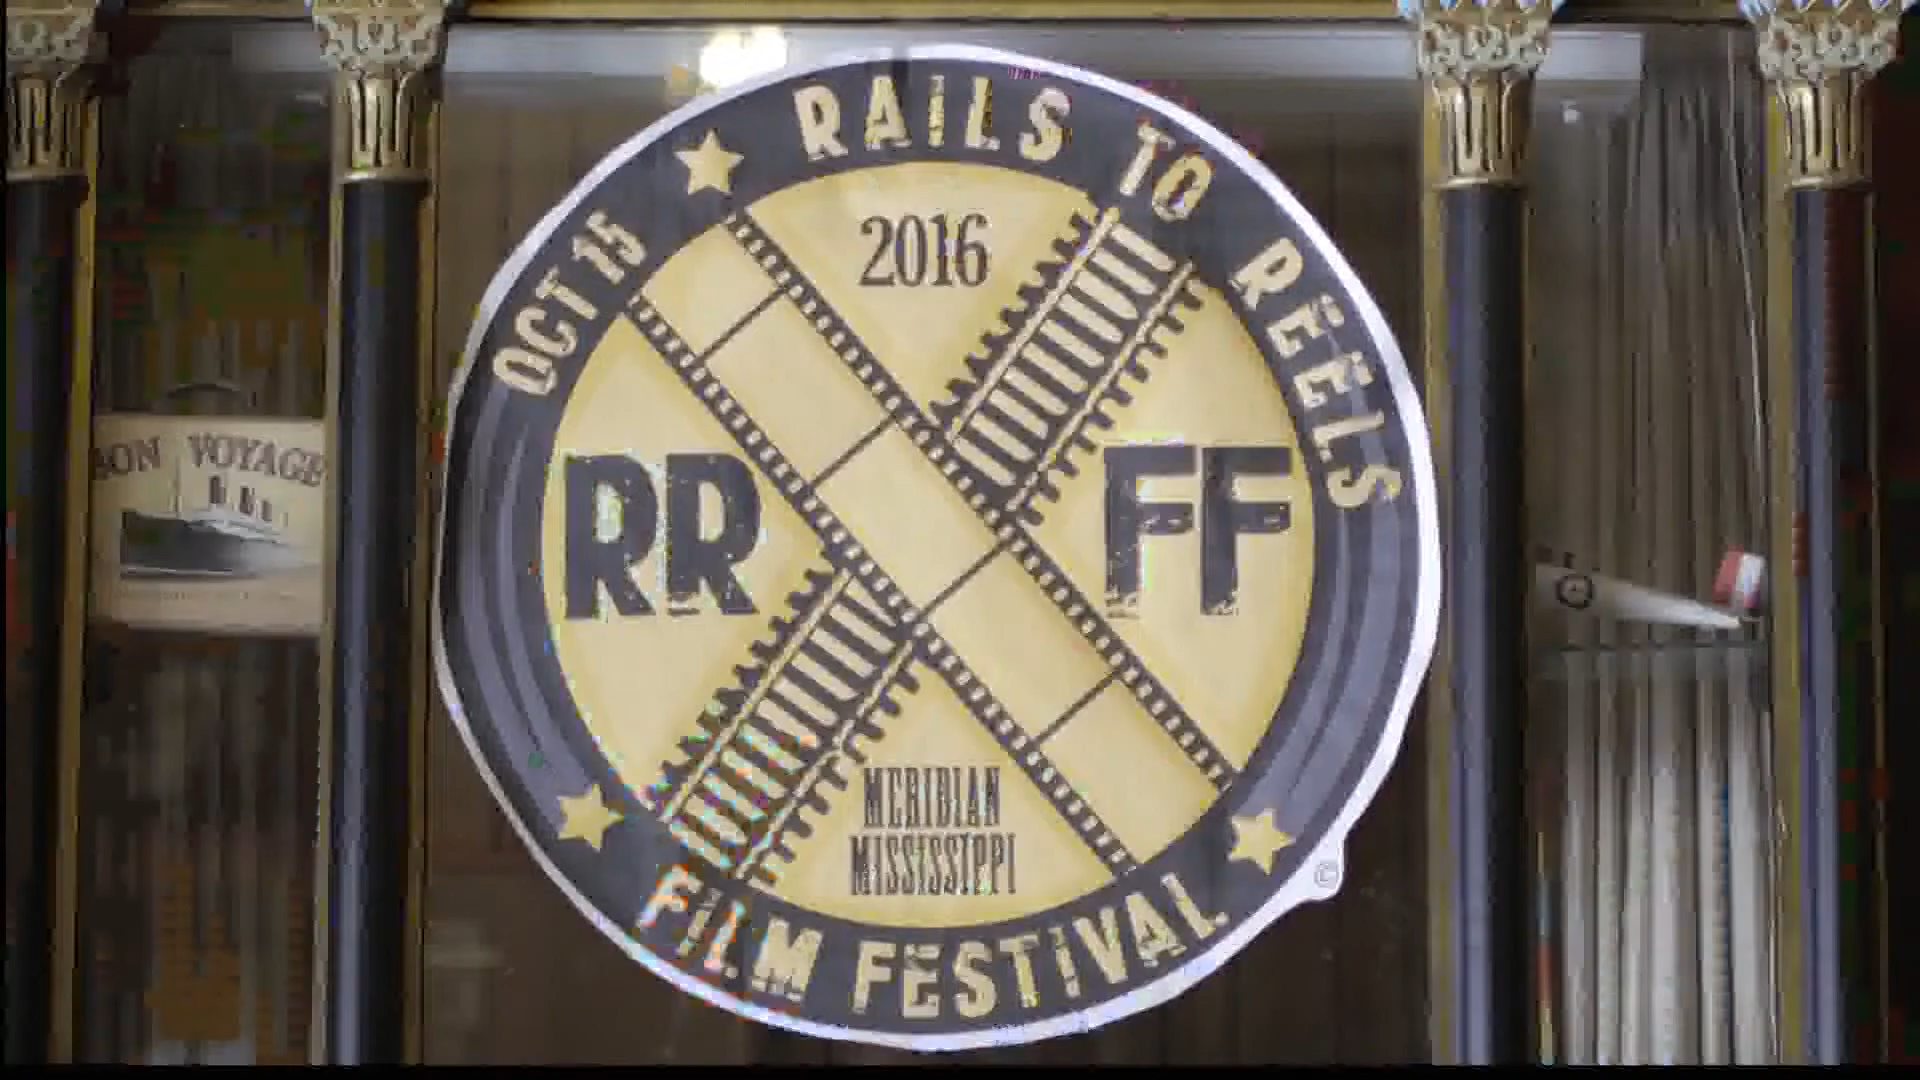 OCT 15 ★ RAILS TO REELS
2016
RR FF
MERIDIAN
MISSISSIPPI
FILM FESTIVAL
©
BON VOYAGE